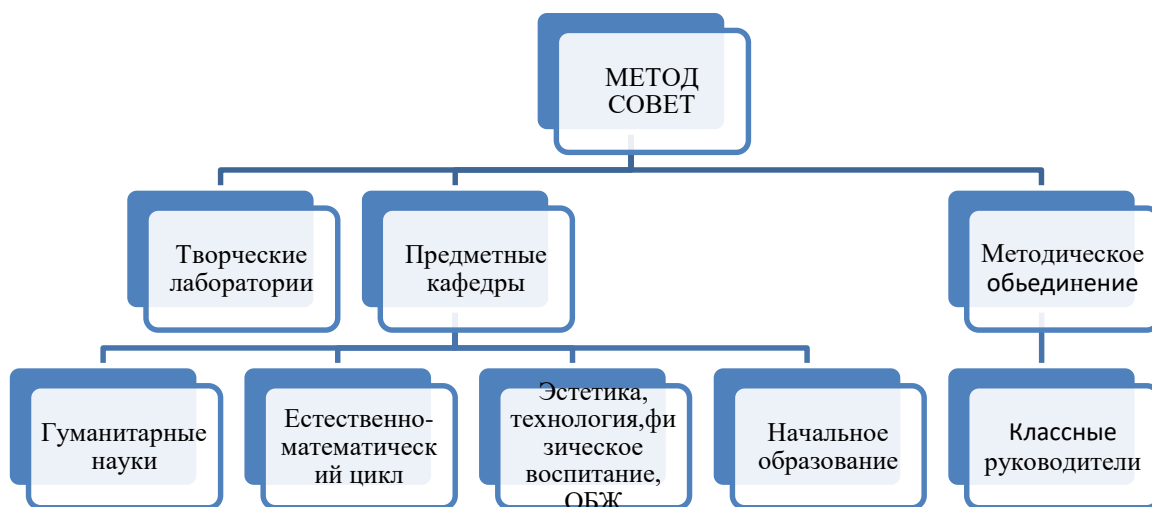 МЕТОД
СОВЕТ
Творческие
лаборатории
Предметные
кафедры
Методическое
обьединение
Гуманитарные
науки
Естественно-
математическ
ий цикл
Эстетика,
технология,фи
зическое
воспитание,
ОБЖ
Начальное
образование
Классные
руководители